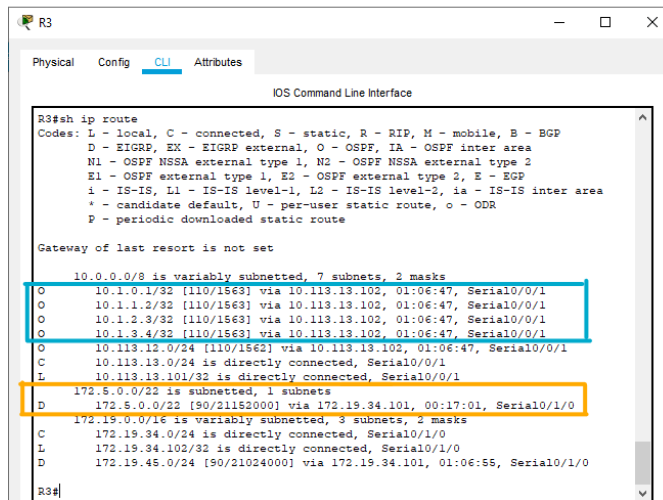 R3
Physical Config CLI Attributes
IOS Command Line Interface
R3#sh ip route
Codes: L - local, C - connected, S - static, R - RIP, M - mobile, B - BGP
D - EIGRP, EX - EIGRP external, O - OSPF, IA - OSPF inter area
N1 - OSPF NSSA external type 1, N2 - OSPF NSSA external type 2
E1 - OSPF external type 1, E2 - OSPF external type 2, E - EGP
i - IS-IS, L1 - IS-IS level-1, L2 - IS-IS level-2, ia - IS-IS inter area
* - candidate default, U - per-user static route, o - ODR
P - periodic downloaded static route
Gateway of last resort is not set
10.0.0.0/8 is variably subnetted, 7 subnets, 2 masks
O 10.1.0.1/32 [110/1563] via 10.113.13.102, 01:06:47, Serial0/0/1
O 10.1.1.2/32 [110/1563] via 10.113.13.102, 01:06:47, Serial0/0/1
O 10.1.2.3/32 [110/1563] via 10.113.13.102, 01:06:47, Serial0/0/1
O 10.1.3.4/32 [110/1563] via 10.113.13.102, 01:06:47, Serial0/0/1
O 10.113.12.0/24 [110/1562] via 10.113.13.102, 01:06:47, Serial0/0/1
C 10.113.13.0/24 is directly connected, Serial0/0/1
L 10.113.13.101/32 is directly connected, Serial0/0/1
172.5.0.0/22 is subnetted, 1 subnets
D 172.5.0.0/22 [90/21152000] via 172.19.34.101, 00:17:01, Serial0/1/0
172.19.0.0/16 is variably subnetted, 3 subnets, 2 masks
C 172.19.34.0/24 is directly connected, Serial0/1/0
L 172.19.34.102/32 is directly connected, Serial0/1/0
D 172.19.45.0/24 [90/21024000] via 172.19.34.101, 01:06:55, Serial0/1/0
R3#